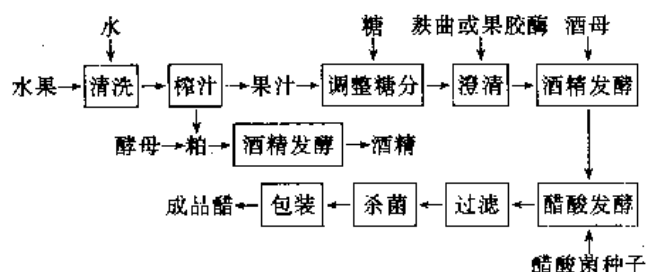 水 糖 麸曲或果胶酶 酒母
水果 清洗 榨汁 果汁 调整糖分 澄清 酒精发酵
酵母 粕 酒精发酵 酒精
成品醋 包装 杀菌 过滤 醋酸发酵
醋酸菌种子